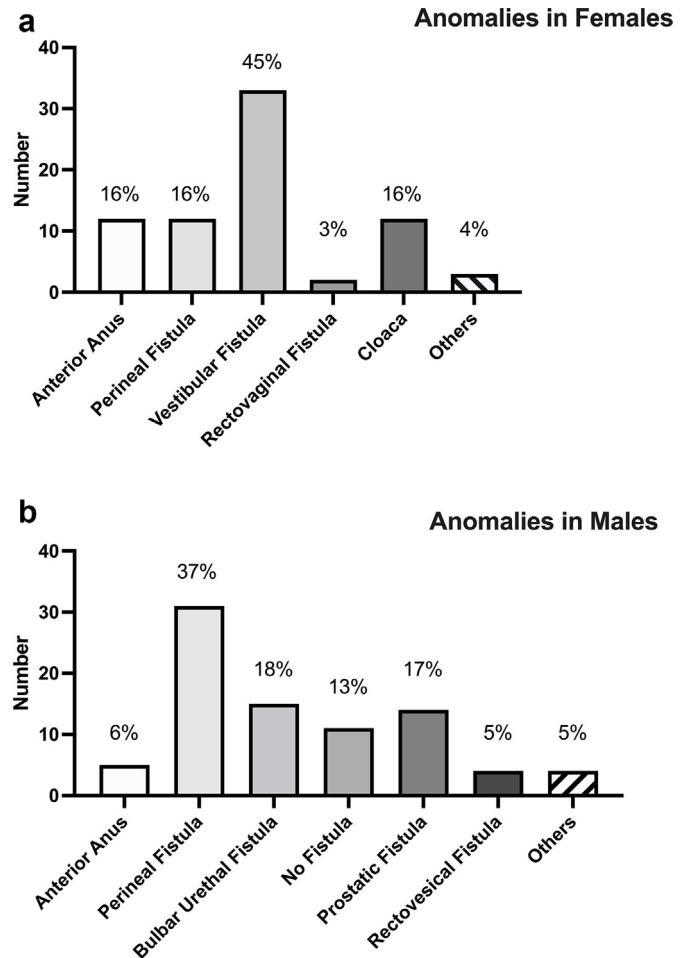 a
Anomalies in Females
Number
40
30
20
10
0
16%
16%
45%
3%
16%
4%
Anterior Anus
Perineal Fistula
Vestibular Fistula
Rectovaginal Fistula
Cloaca
Others
b
Anomalies in Males
Number
40
30
20
10
0
6%
37%
18%
13%
17%
5%
5%
Anterior Anus
Perineal Fistula
Bulbar Urethal Fistula
No Fistula
Prostatic Fistula
Rectovesical Fistula
Others